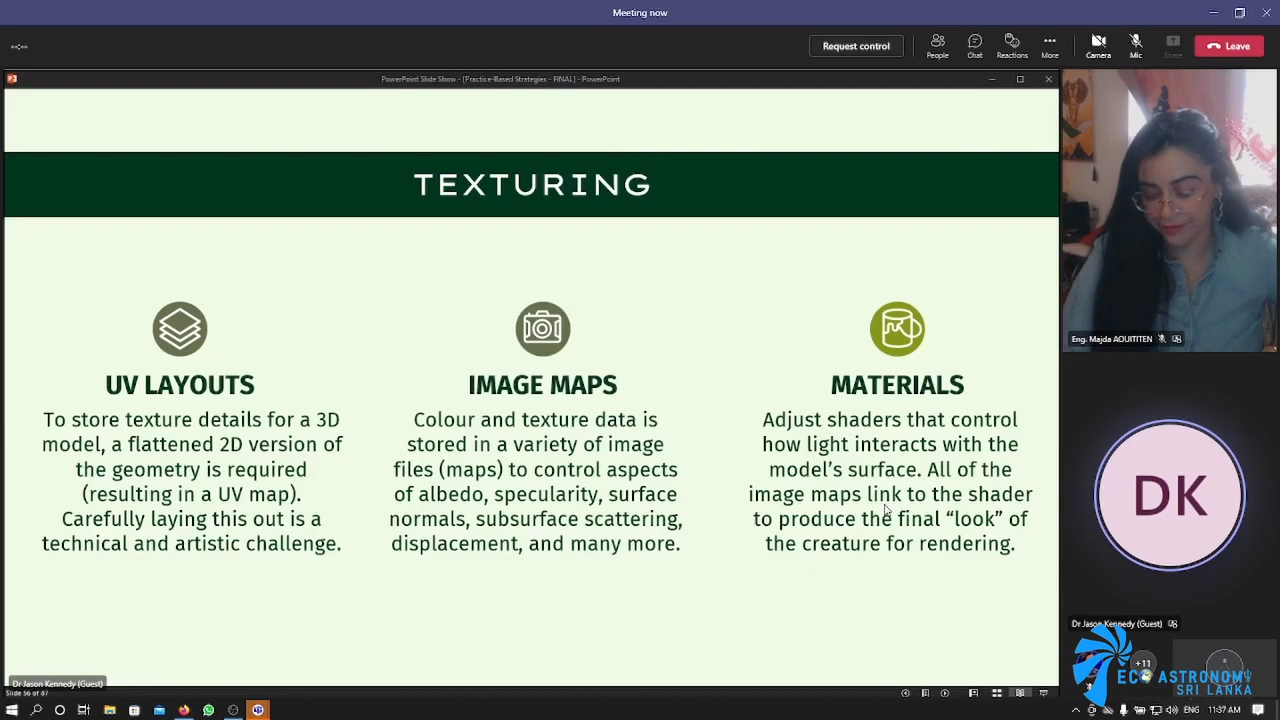 Meeting now
Request control
People
Chat
Reactions
More
Camera
Mic
Share
Leave
PowerPoint Slide Show - [Practice-Based Strategies - FINAL] - PowerPoint
TEXTURING
UV LAYOUTS
To store texture details for a 3D
model, a flattened 2D version of
the geometry is required
(resulting in a UV map).
Carefully laying this out is a
technical and artistic challenge.
IMAGE MAPS
Colour and texture data is
stored in a variety of image
files (maps) to control aspects
of albedo, specularity, surface
normals, subsurface scattering,
displacement, and many more.
MATERIALS
Adjust shaders that control
how light interacts with the
model's surface. All of the
image maps link to the shader
to produce the final “look” of
the creature for rendering.
Eng. Majda AOUITITEN
DK
Dr Jason Kennedy (Guest)
+11
ECO ASTRONOMY
SRI LANKA
Dr Jason Kennedy (Guest)
Slide 56 of 87
ENG
11:37 AM